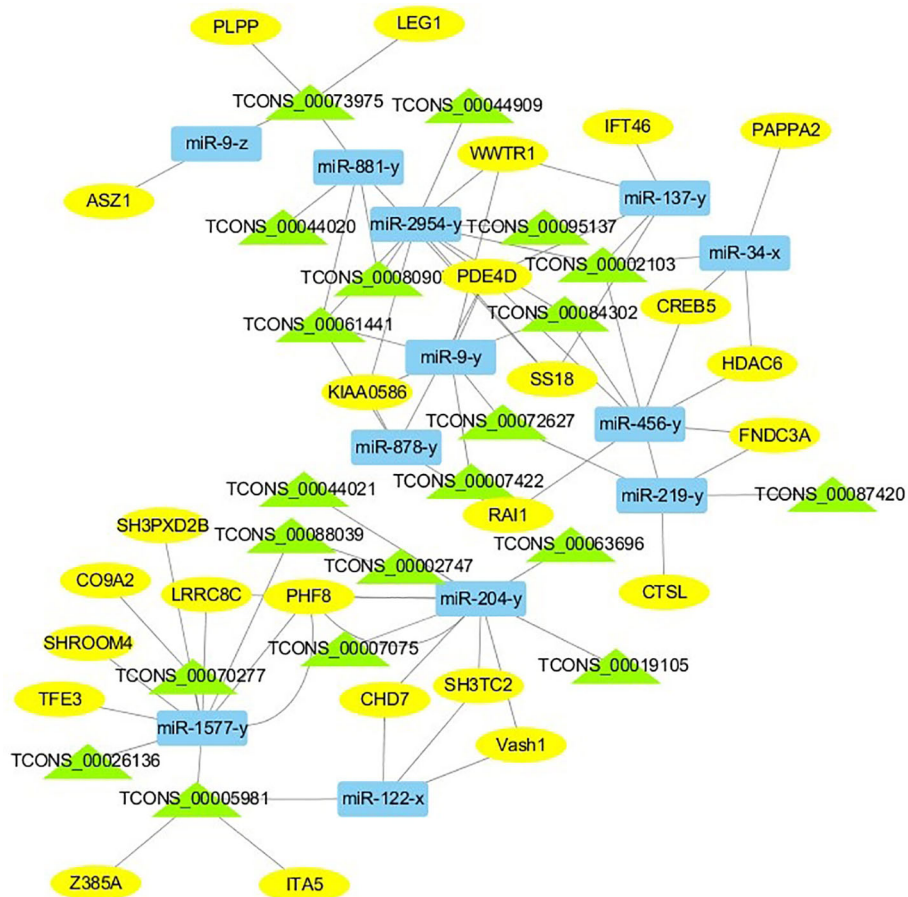 PLPP
LEG1
TCONS_00073975
TCONS_00044909
IFT46
PAPPA2
miR-9-z
WWTR1
miR-881-y
ASZ1
miR-137-y
TCONS_00044020
miR-2954-y
TCONS_00095137
miR-34-x
TCONS_00002103
TCONS_0008090
PDE4D
CREB5
TCONS_00061441
TCONS_00084302
miR-9-y
HDAC6
SS18
KIAA0586
TCONS_00072627
miR-456-y
FNDC3A
miR-878-y
TCONS_00007422
miR-219-y
TCONS_00087420
TCONS_00044021
RAI1
SH3PXD2B
TCONS_00088039
TCONS_00063696
TCONS_00002747
CO9A2
LRRC8C
PHF8
miR-204-y
CTSL
SHROOM4
TCONS_00007075
TCONS_00019105
TCONS_00070277
SH3TC2
TFE3
CHD7
miR-1577-y
Vash1
TCONS_00026136
TCONS_00005981
miR-122-x
Z385A
ITA5